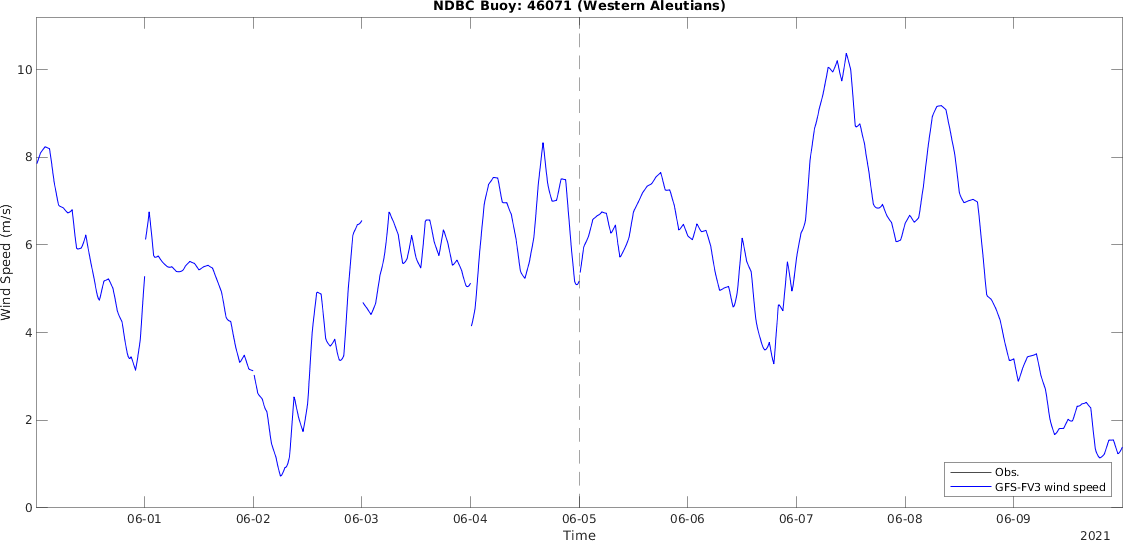 NDBC Buoy: 46071 (Western Aleutians)
Wind Speed (m/s)
10
8
6
4
2
0
Obs.
GFS-FV3 wind speed
06-01 06-02 06-03 06-04 06-05 06-06 06-07 06-08 06-09
Time
2021